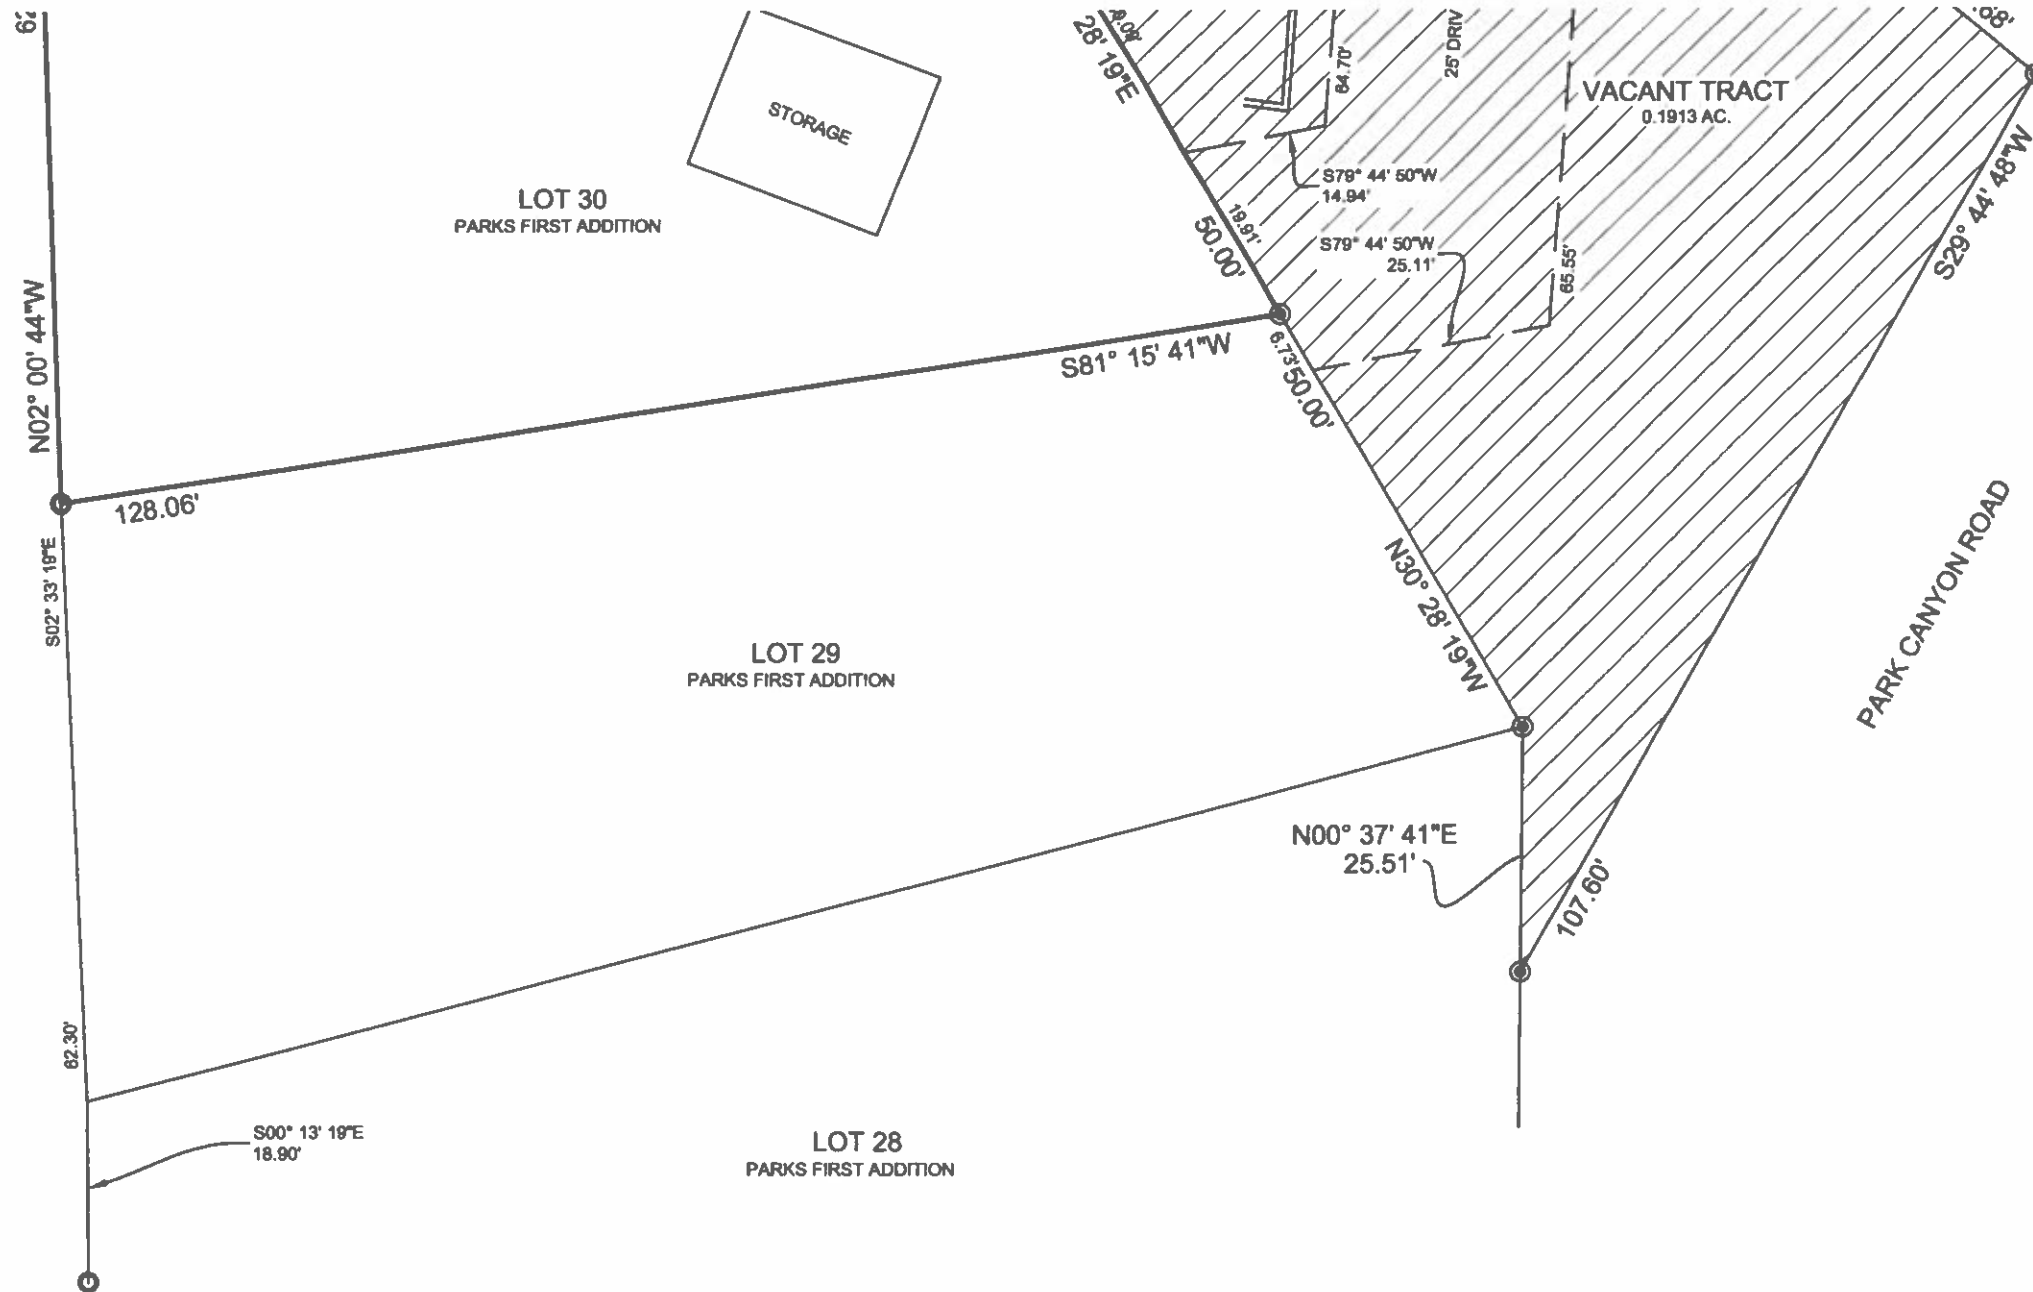 28' 19"E
64.70'
25' DRIV
VACANT TRACT
0.1913 AC.
STORAGE
LOT 30
PARKS FIRST ADDITION
S79° 44' 50"W
14.94'
19.91'
50.00'
S79° 44' 50"W
25.11'
65.55'
S29° 44' 48"W
N02° 00' 44"W
S81° 15' 41"W
6.73'
50.00'
128.06'
S02° 33' 19"E
N30° 28' 19"W
PARK CANYON ROAD
LOT 29
PARKS FIRST ADDITION
N00° 37' 41"E
25.51'
107.60'
62.30'
S00° 13' 19"E
18.90'
LOT 28
PARKS FIRST ADDITION